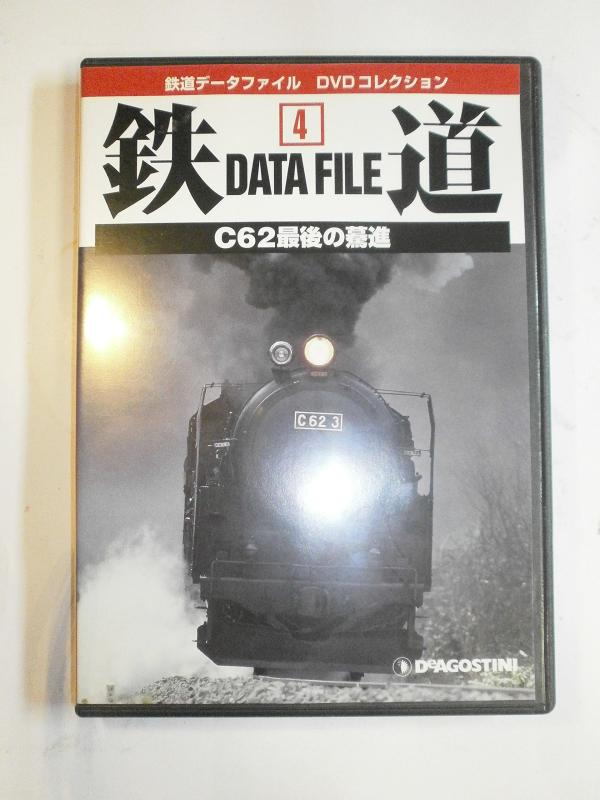 鉄道データファイル DVDコレクション
4
鉄 DATA FILE 道
C62最後の驀進
C62 3
DEAGOSTINI